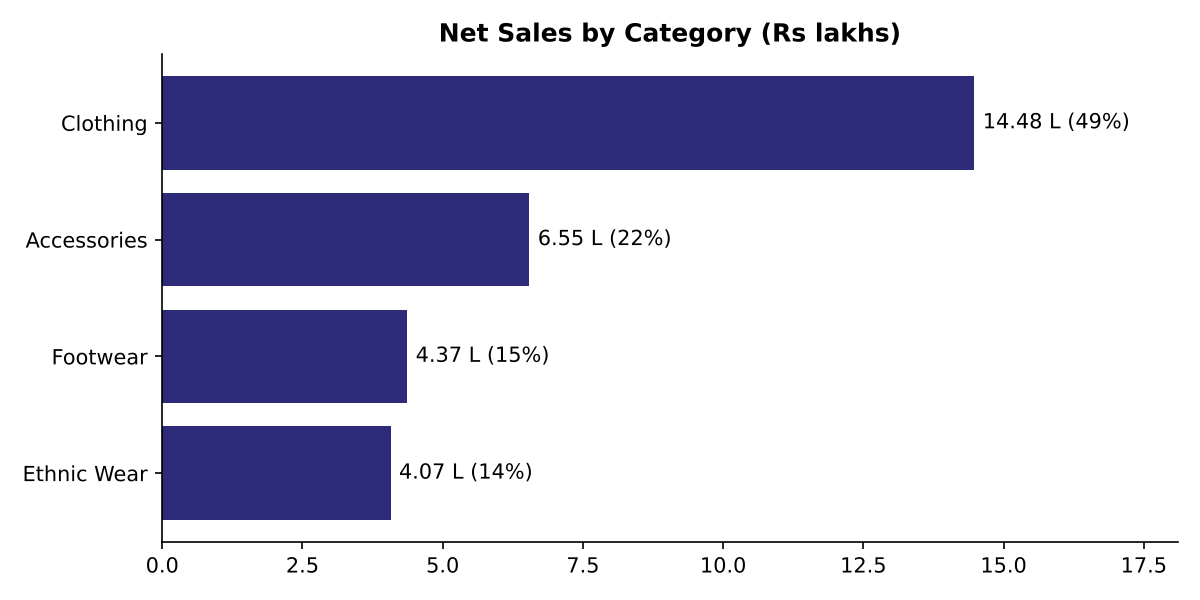 Net Sales by Category (Rs lakhs)
Clothing
14.48 L (49%)
Accessories
6.55 L (22%)
Footwear
4.37 L (15%)
Ethnic Wear
4.07 L (14%)
0.0 2.5 5.0 7.5 10.0 12.5 15.0 17.5